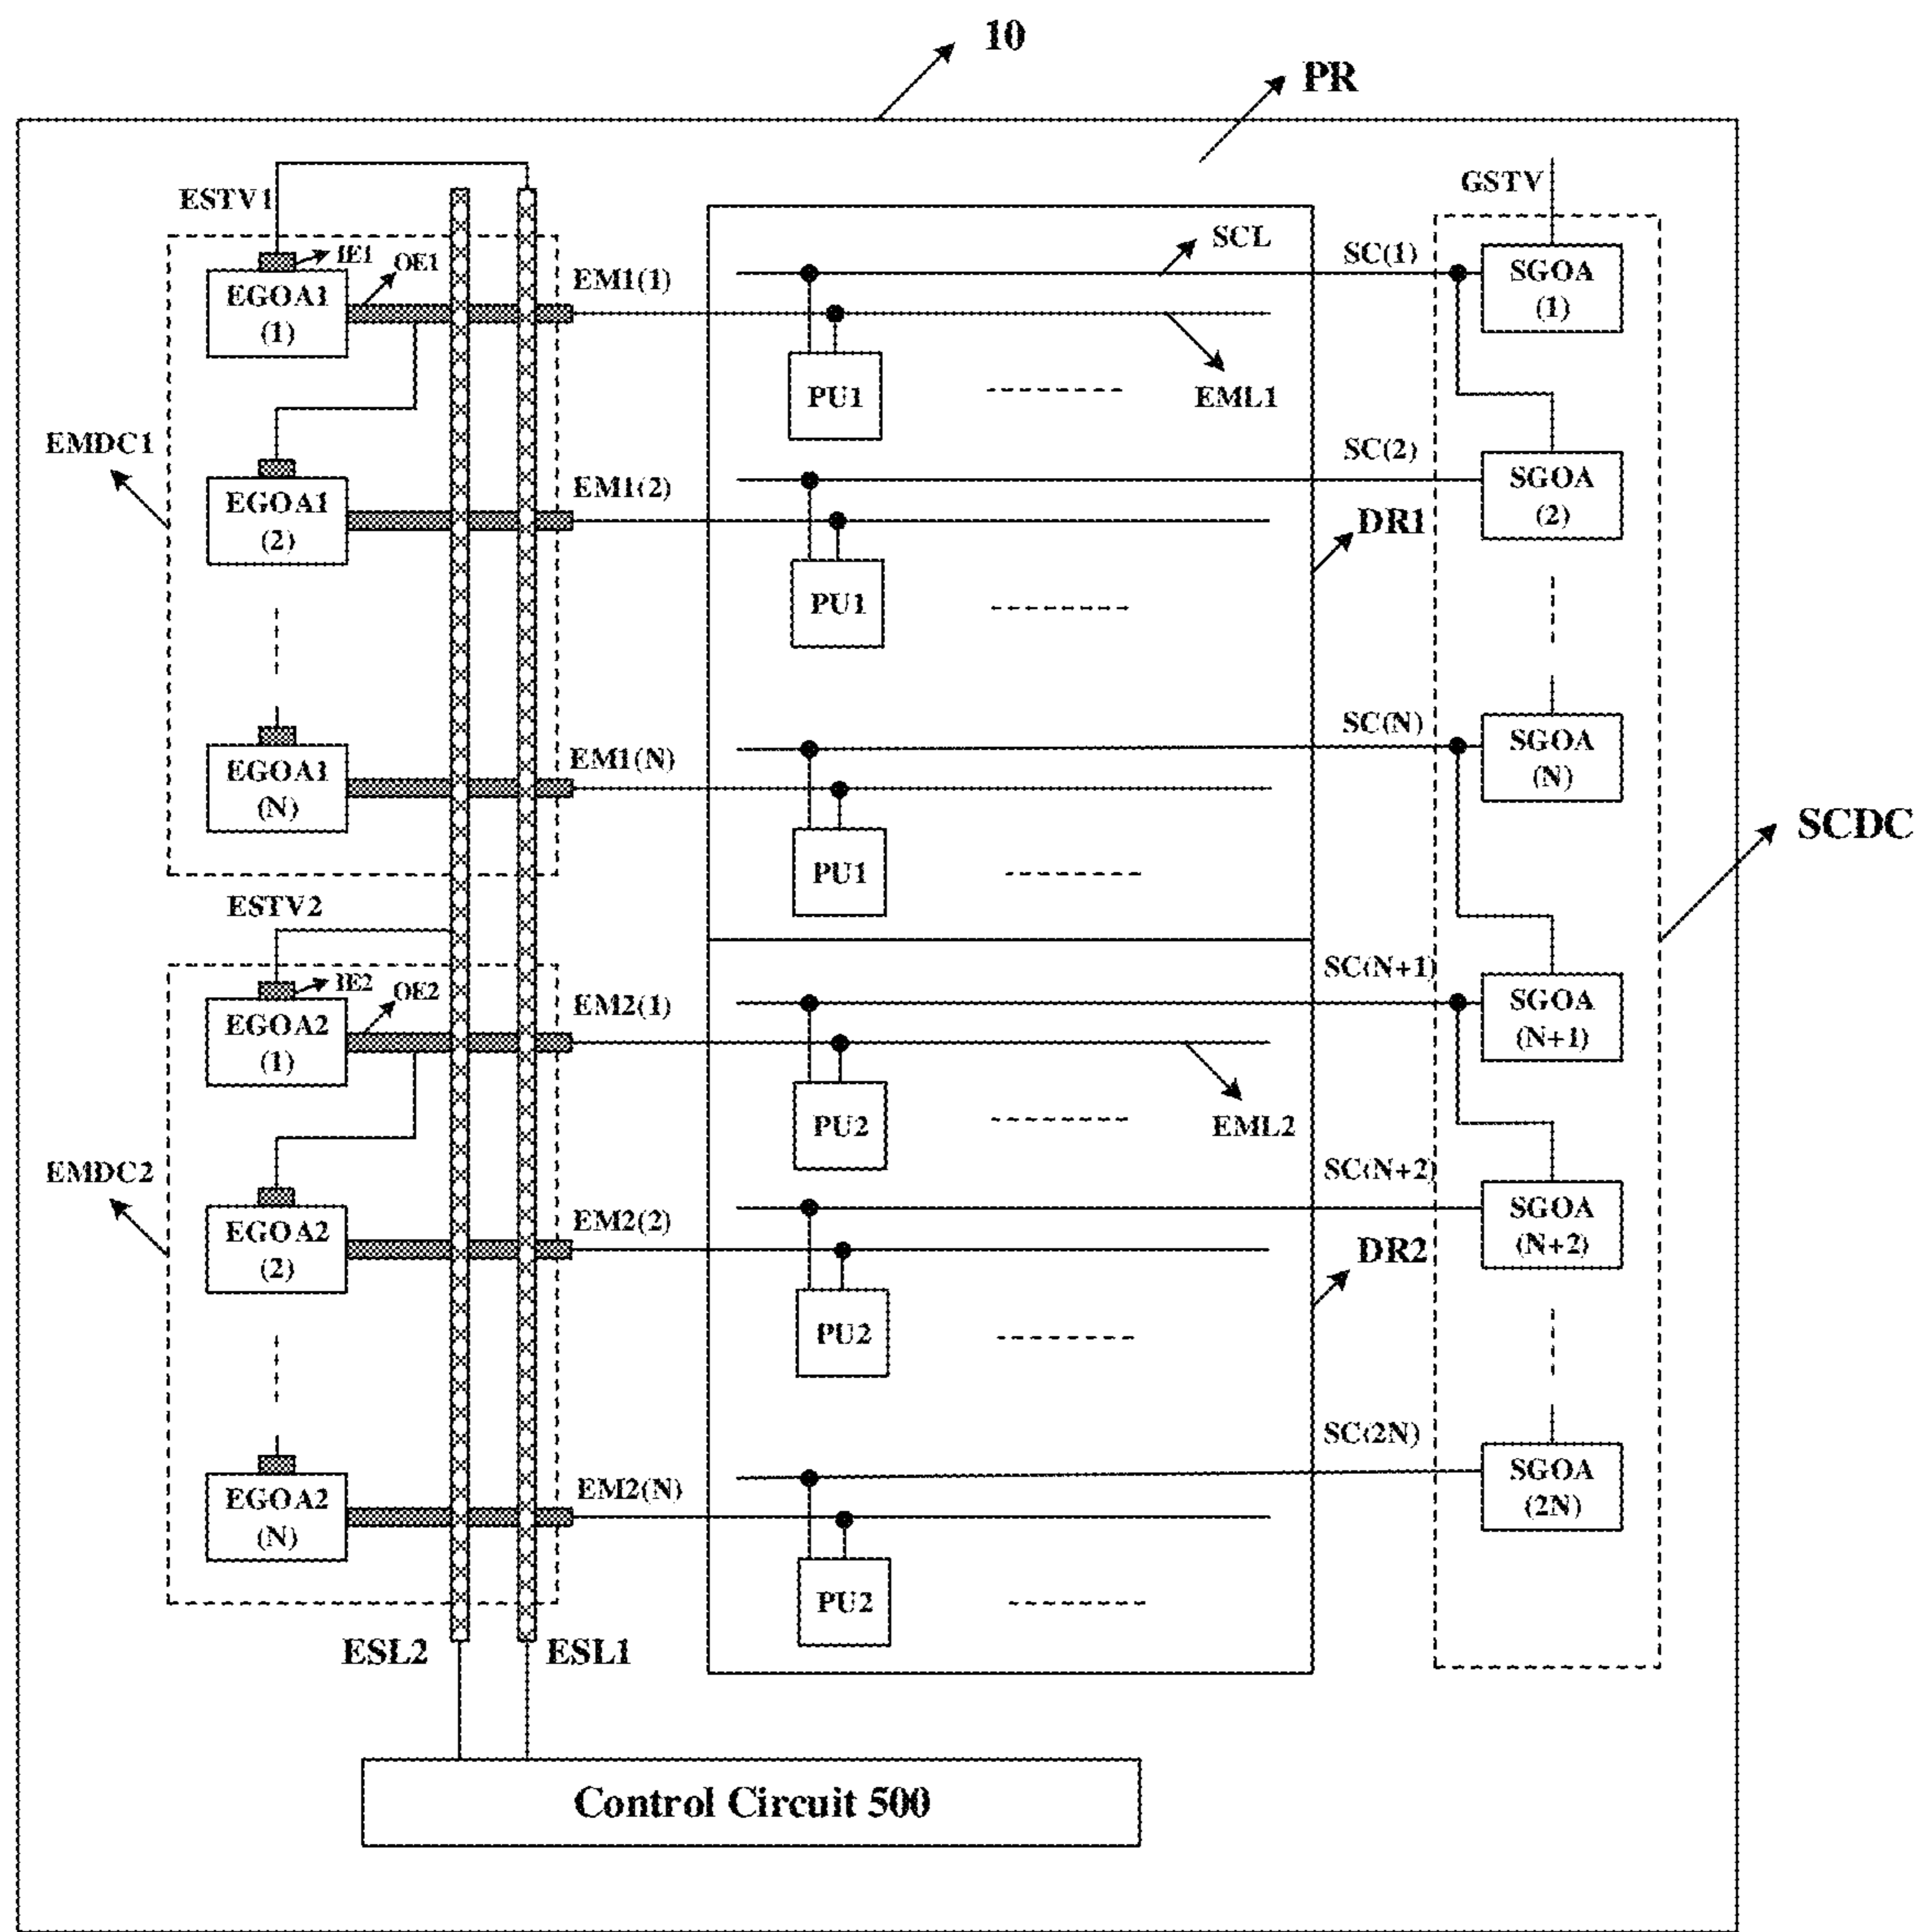 10
PR
ESTV1
GSTV
IE1
OE1
SCL
EM1(1)
SC(1)
EGOA1
(1)
SGOA
(1)
PU1
EML1
EMDC1
SC(2)
EGOA1
(2)
EM1(2)
SGOA
(2)
DR1
PU1
EM1(N)
SC(N)
EGOA1
(N)
SGOA
(N)
SCDC
PU1
ESTV2
IE2
OE2
EM2(1)
SC(N+1)
EGOA2
(1)
SGOA
(N+1)
PU2
EML2
EMDC2
SC(N+2)
EGOA2
(2)
EM2(2)
SGOA
(N+2)
DR2
PU2
SC(2N)
EGOA2
(N)
EM2(N)
SGOA
(2N)
PU2
ESL2
ESL1
Control Circuit 500